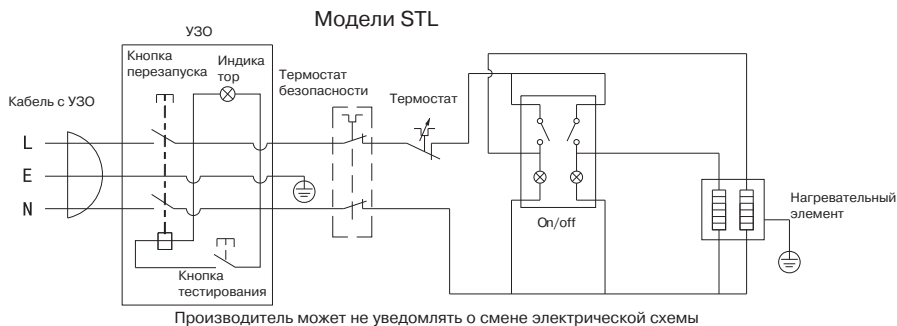 Модели STL
УЗО
Кнопка
перезапуска
Индика
тор
Термостат
безопасности
Термостат
Кабель с УЗО
L
E
N
On/off
Нагревательный
элемент
Кнопка
тестирования
Производитель может не уведомлять о смене электрической схемы